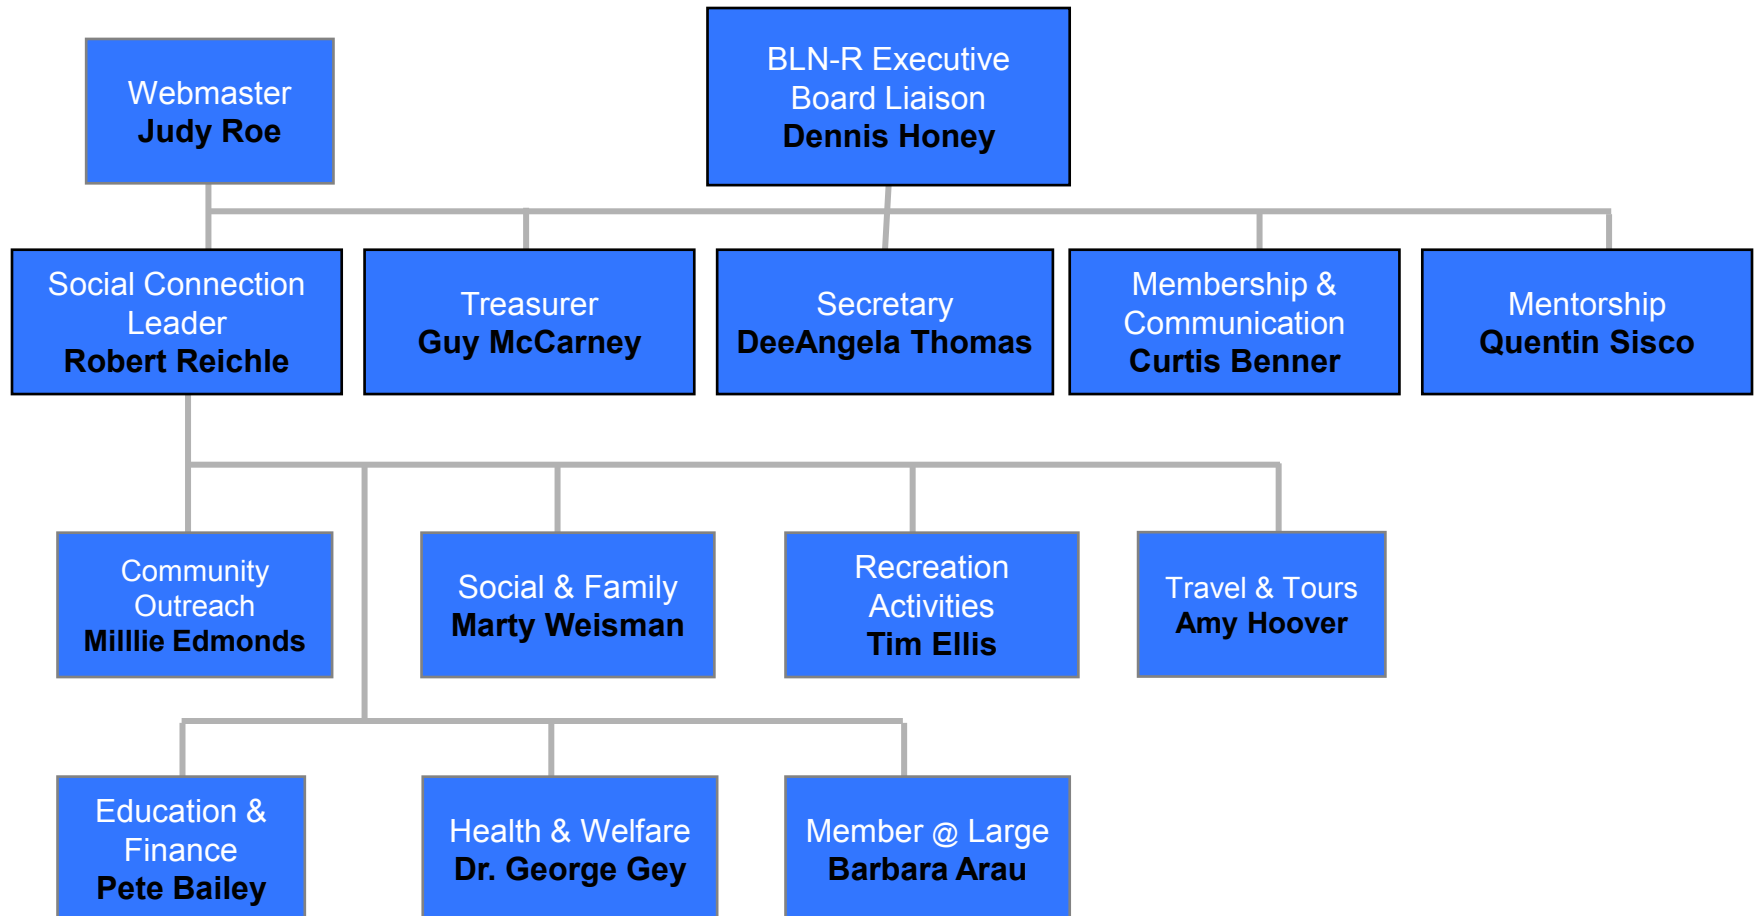 Webmaster
Judy Roe
BLN-R Executive
Board Liaison
Dennis Honey
Social Connection
Leader
Robert Reichle
Treasurer
Guy McCarney
Secretary
DeeAngela Thomas
Membership &
Communication
Curtis Benner
Mentorship
Quentin Sisco
Community
Outreach
Milllie Edmonds
Social & Family
Marty Weisman
Recreation
Activities
Tim Ellis
Travel & Tours
Amy Hoover
Education &
Finance
Pete Bailey
Health & Welfare
Dr. George Gey
Member @ Large
Barbara Arau